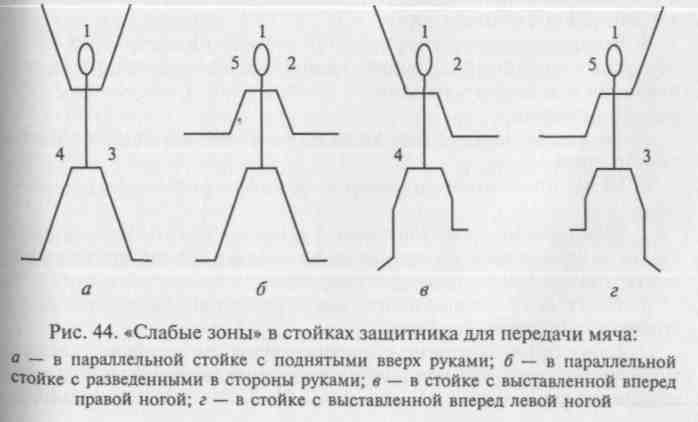 1 1 1 1
5 2 2 5
4 3 4 3
а б в г
Рис. 44. «Слабые зоны» в стойках защитника для передачи мяча:
а — в параллельной стойке с поднятыми вверх руками; б — в параллельной
стойке с разведенными в стороны руками; в — в стойке с выставленной вперед
правой ногой; г — в стойке с выставленной вперед левой ногой